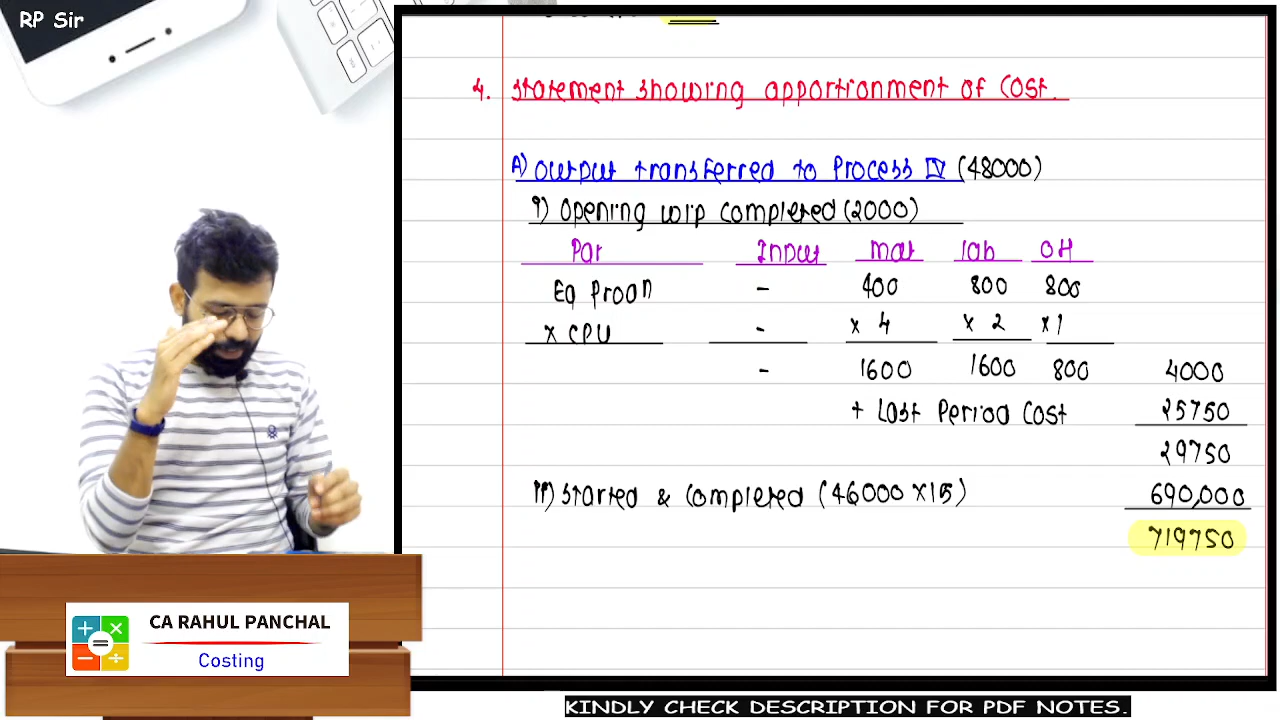 RP Sir
4. Statement showing apportionment of Cost.
A) Output transferred to Process IV (48000)
i) Opening wip completed (2000)
Par Input mat lab OH
Eq Prodn - 400 800 800
x CPU - x 4 x 2 x 1
- 1600 1600 800 4000
+ Last Period Cost 25750
29750
ii) Started & Completed (46000 x 15) 690,000
719750
CA RAHUL PANCHAL
Costing
KINDLY CHECK DESCRIPTION FOR PDF NOTES.